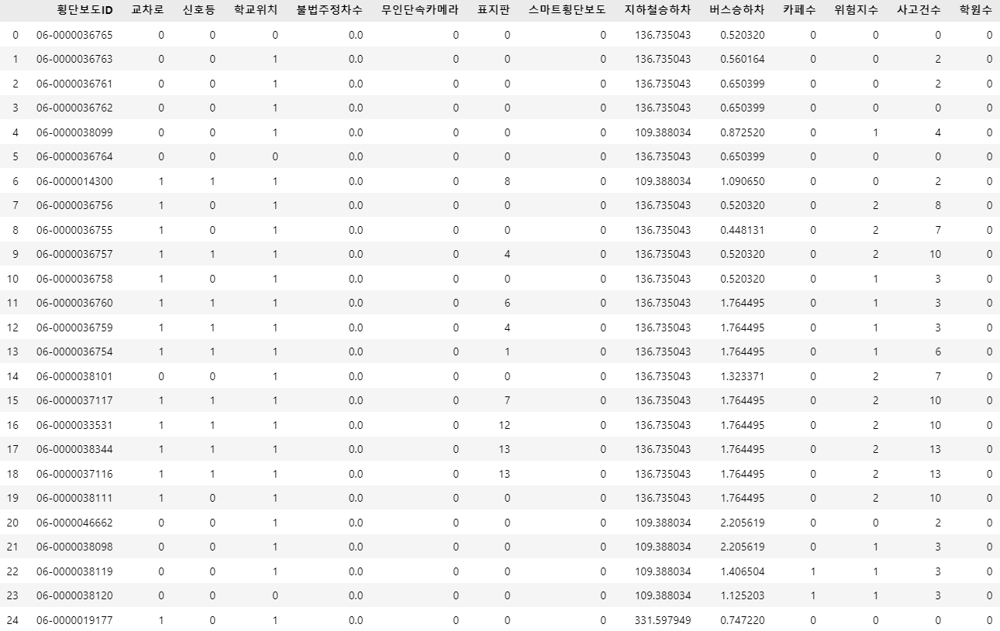 횡단보도ID 교차로 신호등 학교위치 불법주정차수 무인단속카메라 표지판 스마트횡단보도 지하철승하차 버스승하차 카페수 위험지수 사고건수 학원수
0 06-0000036765 0 0 0 0.0 0 0 0 136.735043 0.520320 0 0 0 0
1 06-0000036763 0 0 1 0.0 0 0 0 136.735043 0.560164 0 0 2 0
2 06-0000036761 0 0 1 0.0 0 0 0 136.735043 0.650399 0 0 2 0
3 06-0000036762 0 0 1 0.0 0 0 0 136.735043 0.650399 0 0 0 0
4 06-0000038099 0 0 1 0.0 0 0 0 109.388034 0.872520 0 1 4 0
5 06-0000036764 0 0 0 0.0 0 0 0 136.735043 0.650399 0 0 0 0
6 06-0000014300 1 1 1 0.0 0 8 0 109.388034 1.090650 0 0 2 0
7 06-0000036756 1 0 1 0.0 0 0 0 136.735043 0.520320 0 2 8 0
8 06-0000036755 1 0 1 0.0 0 0 0 136.735043 0.448131 0 2 7 0
9 06-0000036757 1 1 1 0.0 0 4 0 136.735043 0.520320 0 2 10 0
10 06-0000036758 1 0 1 0.0 0 0 0 136.735043 0.520320 0 1 3 0
11 06-0000036760 1 1 1 0.0 0 6 0 136.735043 1.764495 0 1 3 0
12 06-0000036759 1 1 1 0.0 0 4 0 136.735043 1.764495 0 1 3 0
13 06-0000036754 1 1 1 0.0 0 1 0 136.735043 1.764495 0 1 6 0
14 06-0000038101 0 0 1 0.0 0 0 0 136.735043 1.323371 0 2 7 0
15 06-0000037117 1 1 1 0.0 0 7 0 136.735043 1.764495 0 2 10 0
16 06-0000033531 1 1 1 0.0 0 12 0 136.735043 1.764495 0 2 10 0
17 06-0000038344 1 1 1 0.0 0 13 0 136.735043 1.764495 0 2 13 0
18 06-0000037116 1 1 1 0.0 0 13 0 136.735043 1.764495 0 2 13 0
19 06-0000038111 1 0 1 0.0 0 0 0 136.735043 1.764495 0 2 10 0
20 06-0000046662 0 0 1 0.0 0 0 0 109.388034 2.205619 0 0 2 0
21 06-0000038098 0 0 1 0.0 0 0 0 109.388034 2.205619 0 1 3 0
22 06-0000038119 0 0 1 0.0 0 0 0 109.388034 1.406504 1 1 3 0
23 06-0000038120 0 0 0 0.0 0 0 0 109.388034 1.125203 1 1 3 0
24 06-0000019177 1 0 1 0.0 0 0 0 331.597949 0.747220 0 0 0 0